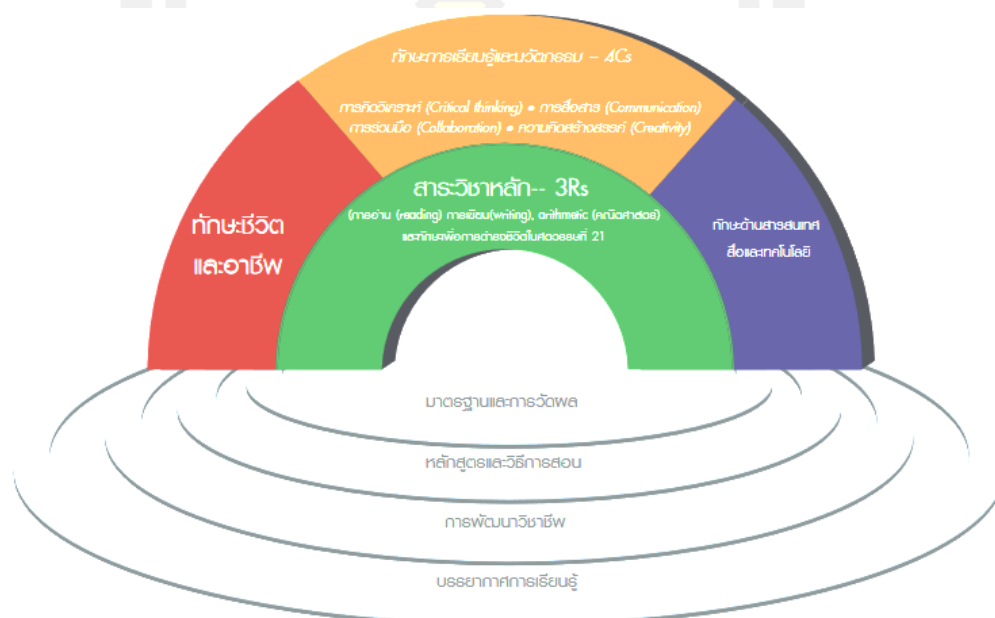 ทักษะการเรียนรู้และนวัตกรรม – 4Cs
การคิดวิเคราะห์ (Critical thinking) • การสื่อสาร (Communication)
การร่วมมือ (Collaboration) • ความคิดสร้างสรรค์ (Creativity)
สาระวิชาหลัก-- 3Rs
(การอ่าน (reading) การเขียน(writing), arithmetic (คณิตศาสตร์)
และทักษะเพื่อการดำรงชีวิตในศตวรรษที่ 21
ทักษะชีวิต
และอาชีพ
ทักษะด้านสารสนเทศ
สื่อและเทคโนโลยี
มาตรฐานและการวัดผล
หลักสูตรและวิธีการสอน
การพัฒนาวิชาชีพ
บรรยากาศการเรียนรู้